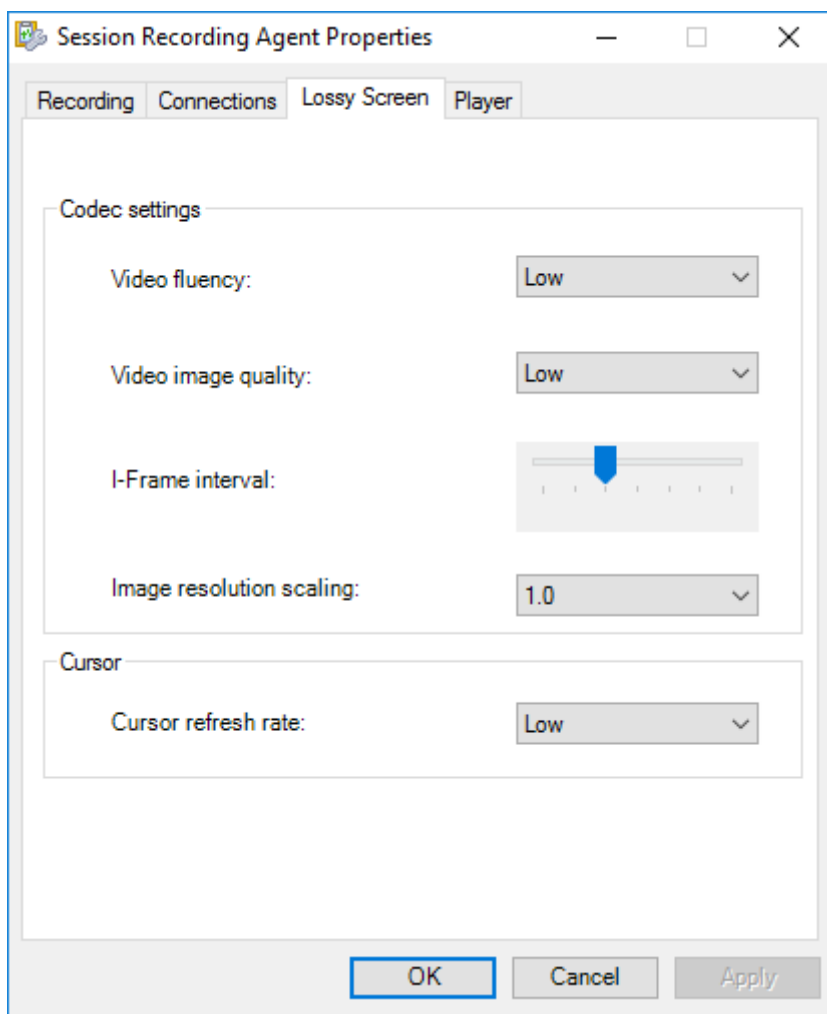 Session Recording Agent Properties
Recording Connections Lossy Screen Player
Codec settings
Video fluency: Low
Video image quality: Low
I-Frame interval:
Image resolution scaling: 1.0
Cursor
Cursor refresh rate: Low
OK Cancel Apply